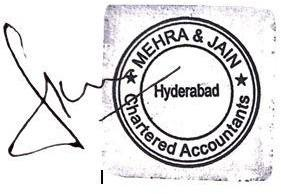 ★ MEHRA & JAIN ★
Hyderabad
Chartered Accountants